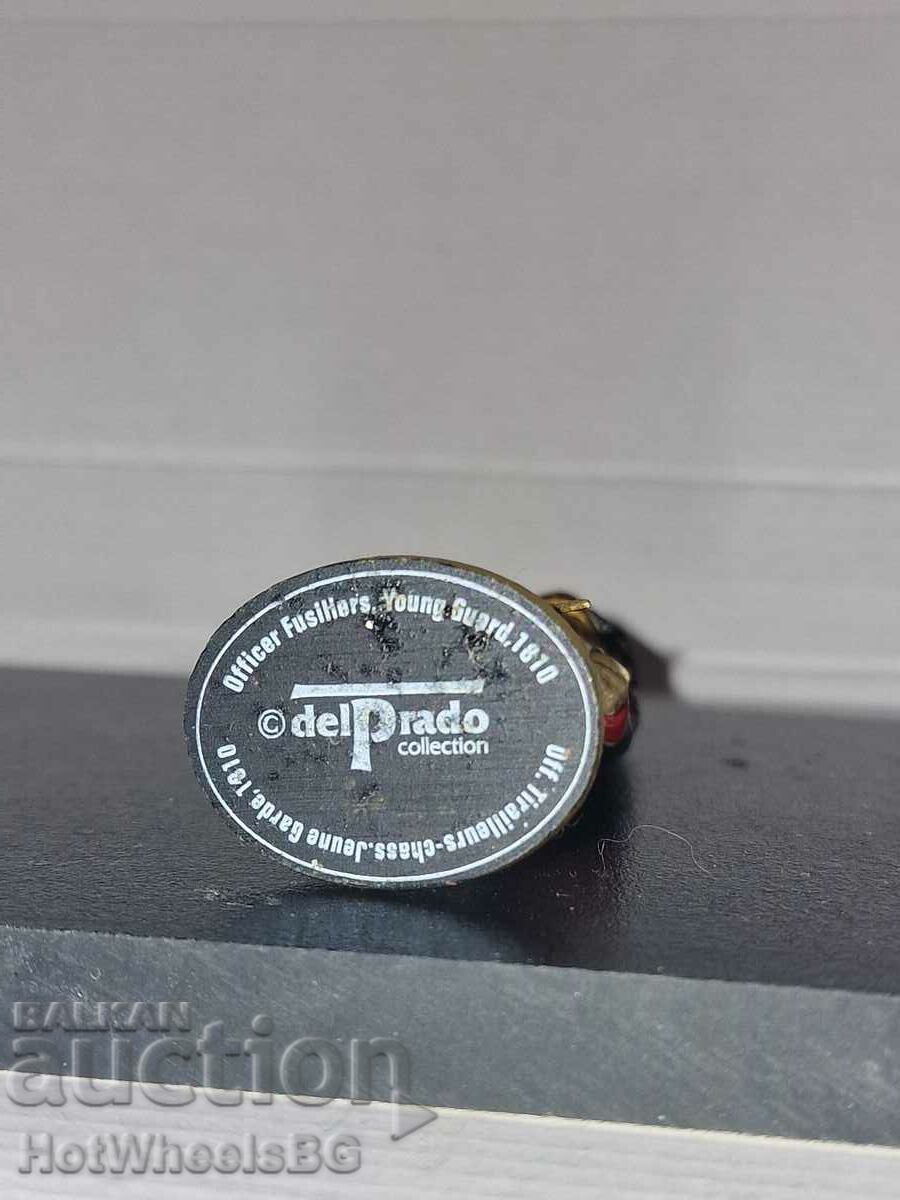 Officer Fusiliers, Young Guard, 1810
© delPrado
collection
Off. Tirailleurs-chass. Jeune Garde, 1810
BALKAN
auction
HotWheelsBG